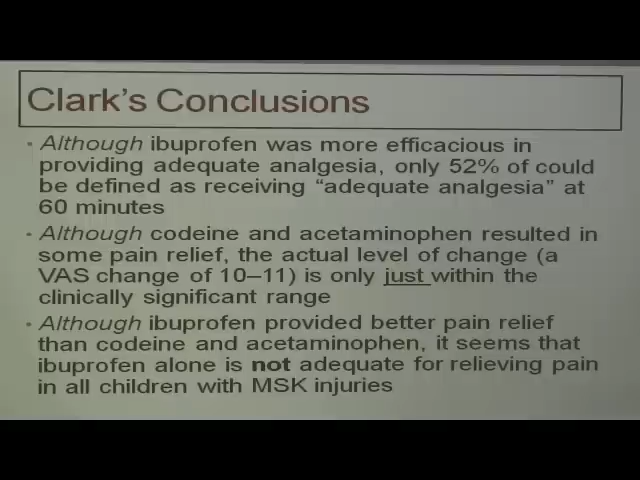 Clark's Conclusions
• Although ibuprofen was more efficacious in
providing adequate analgesia, only 52% of could
be defined as receiving “adequate analgesia” at
60 minutes
• Although codeine and acetaminophen resulted in
some pain relief, the actual level of change (a
VAS change of 10–11) is only just within the
clinically significant range
• Although ibuprofen provided better pain relief
than codeine and acetaminophen, it seems that
ibuprofen alone is not adequate for relieving pain
in all children with MSK injuries